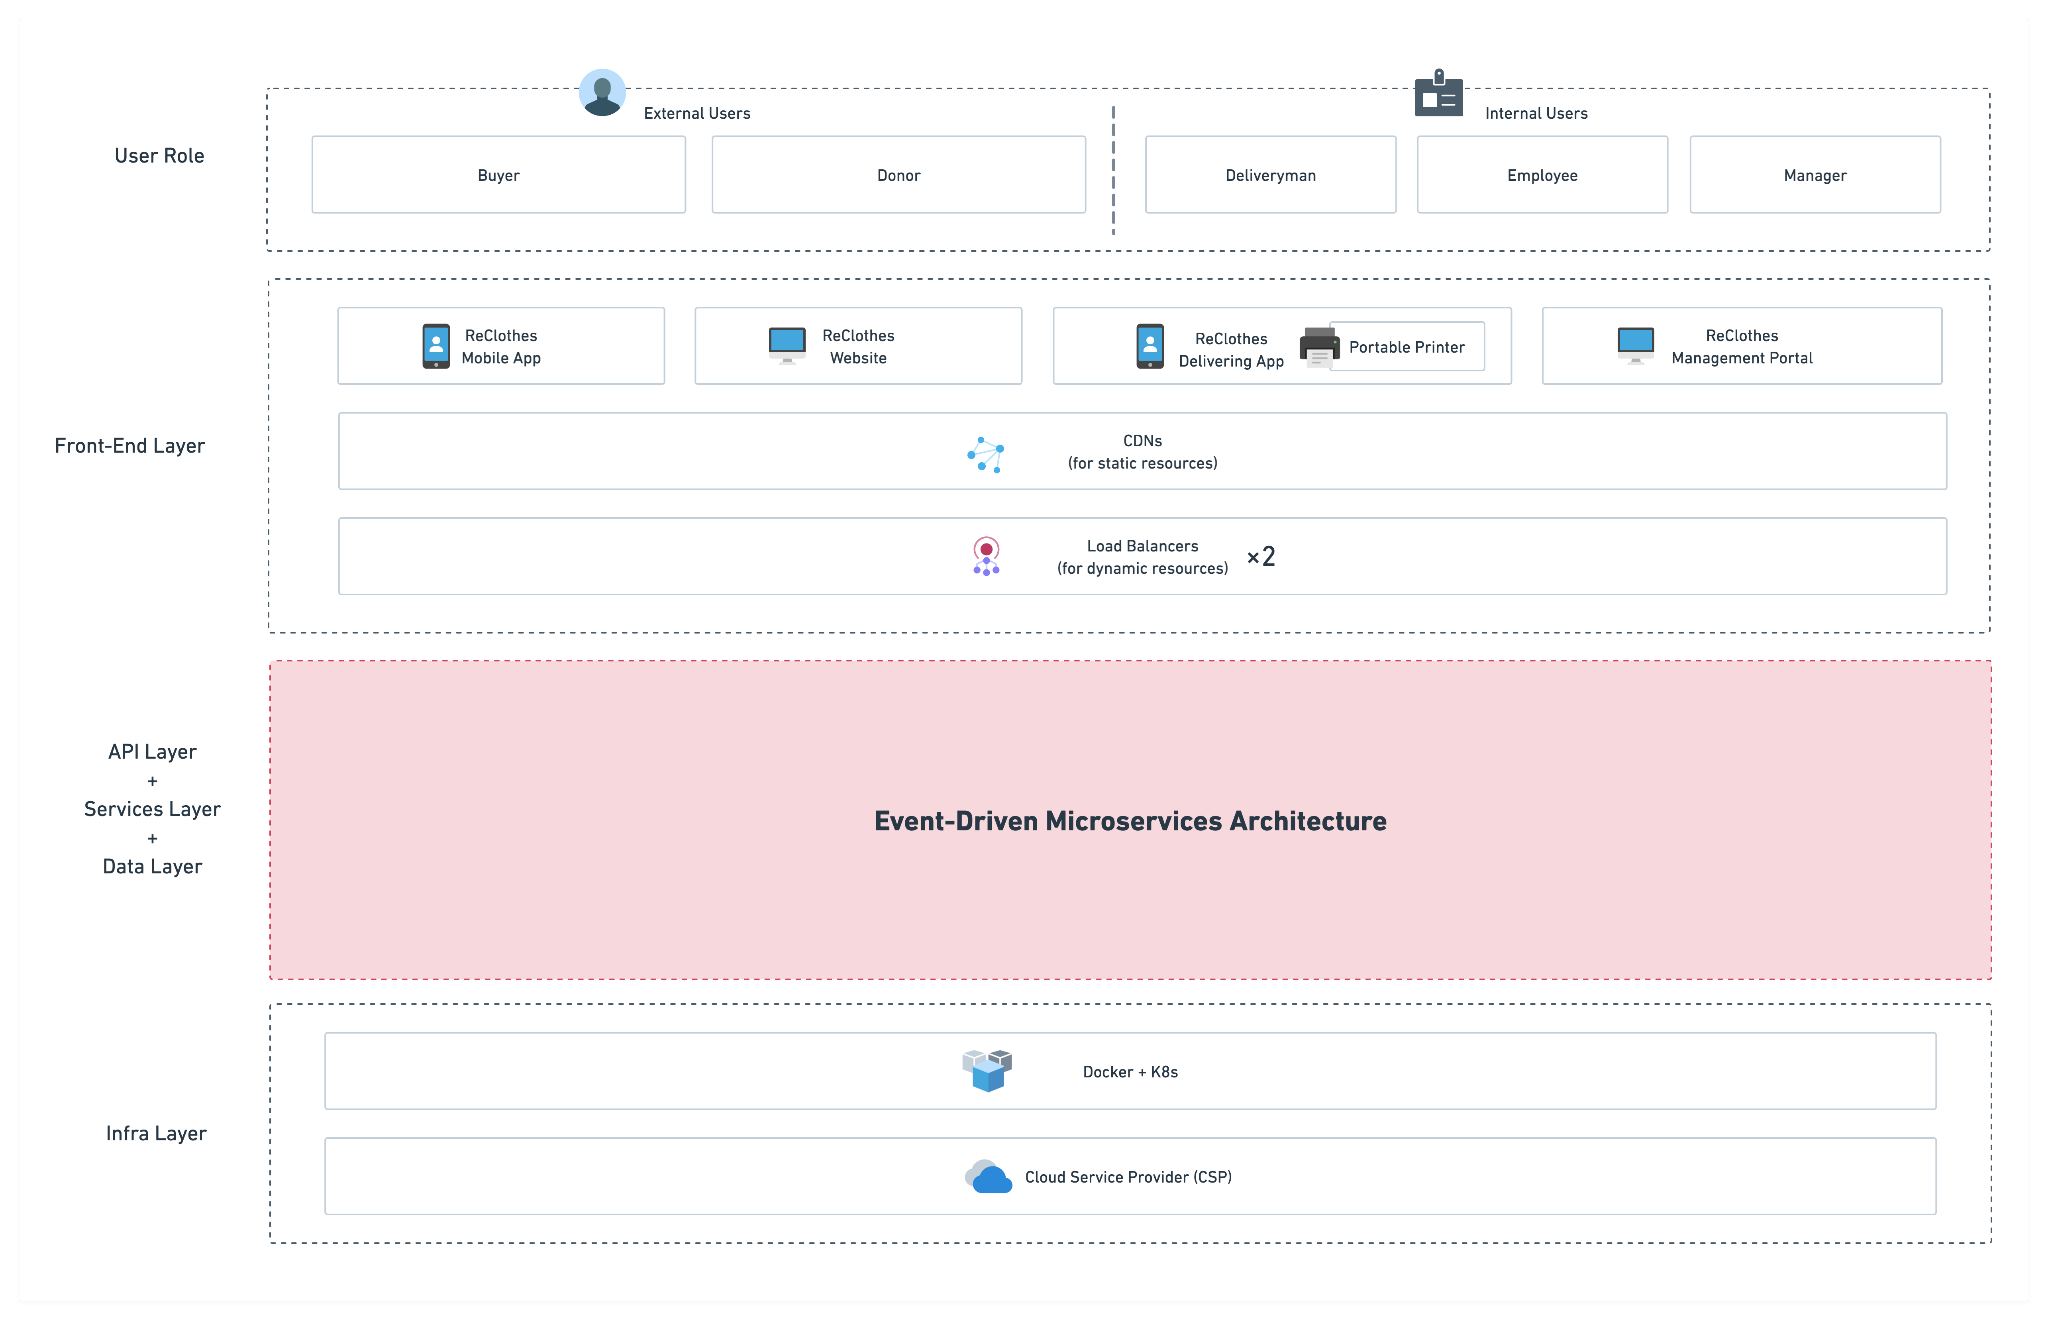 External Users
Internal Users
User Role
Buyer
Donor
Deliveryman
Employee
Manager
Front-End Layer
ReClothes
Mobile App
ReClothes
Website
ReClothes
Delivering App
Portable Printer
ReClothes
Management Portal
CDNs
(for static resources)
Load Balancers
(for dynamic resources)
×2
API Layer
+
Services Layer
+
Data Layer
Event-Driven Microservices Architecture
Infra Layer
Docker + K8s
Cloud Service Provider (CSP)